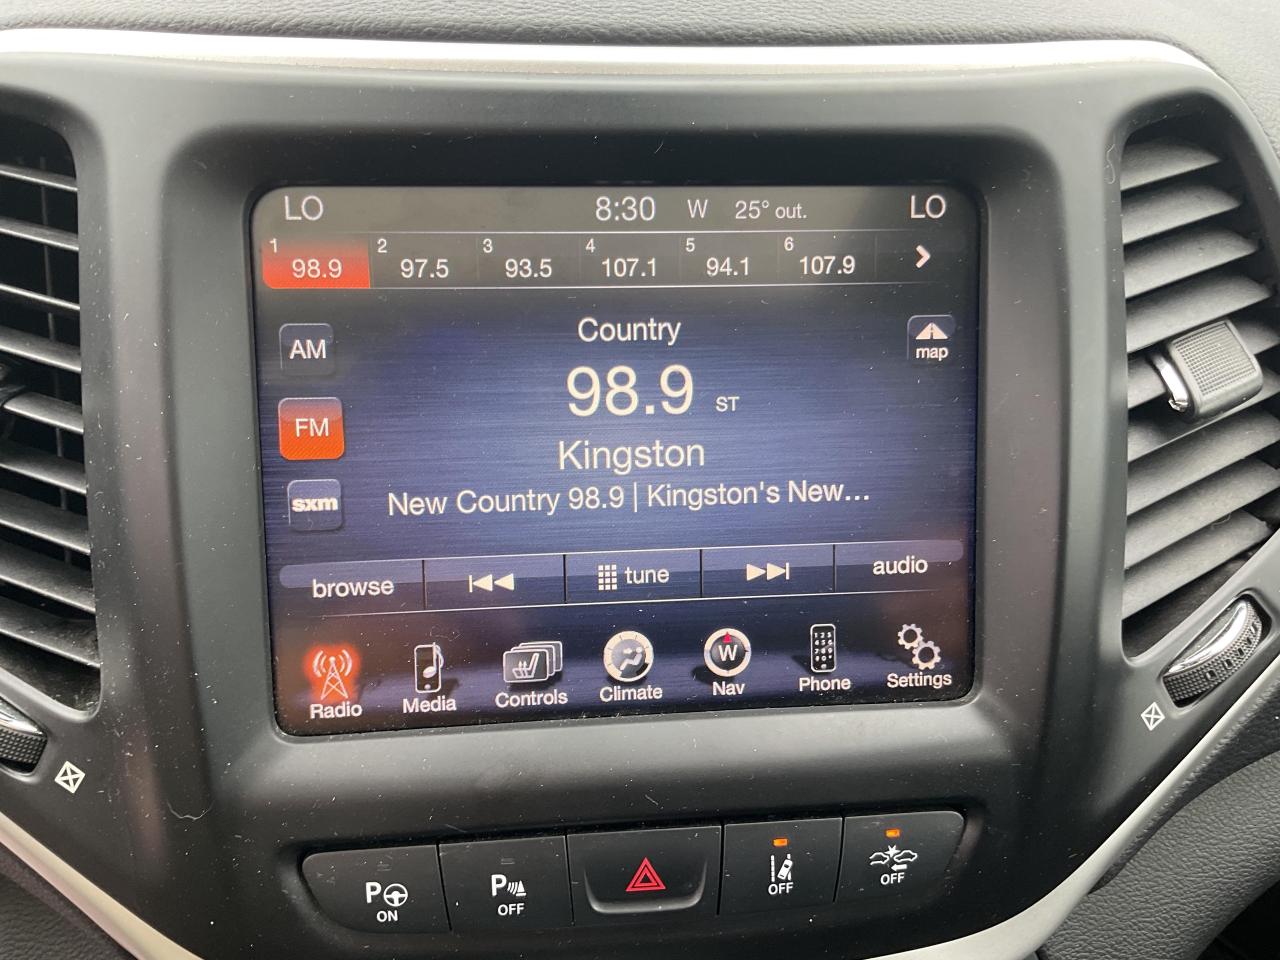 LO 8:30 W 25° out. LO
1 98.9 2 97.5 3 93.5 4 107.1 5 94.1 6 107.9
Country
AM
map
98.9 ST
FM
Kingston
sxm
New Country 98.9 | Kingston's New...
browse tune audio
W
Radio Media Controls Climate Nav Phone Settings
P ON
P OFF
OFF
OFF